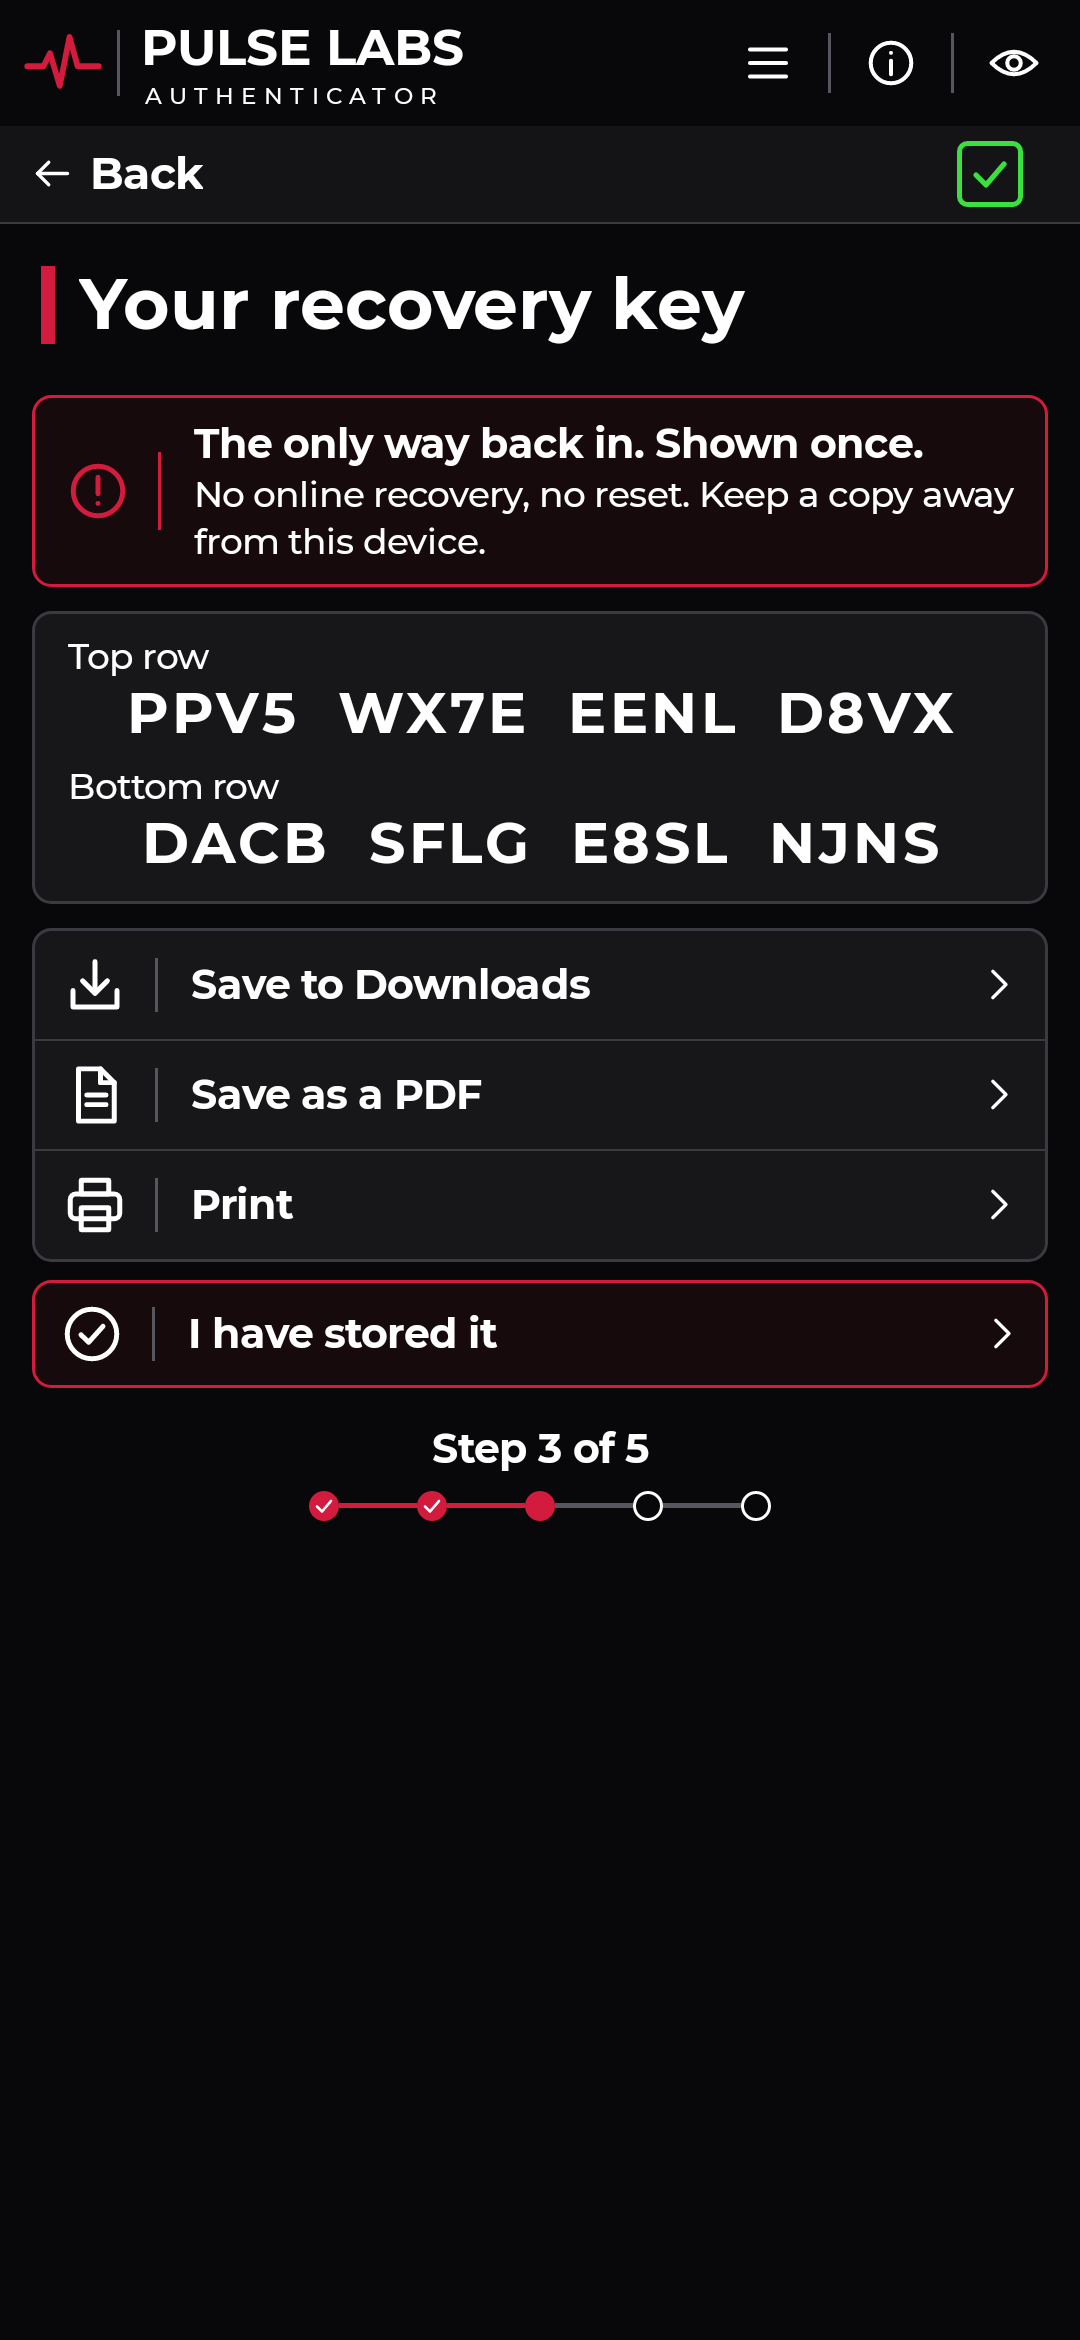 PULSE LABS
AUTHENTICATOR
Back
Your recovery key
The only way back in. Shown once.
No online recovery, no reset. Keep a copy away
from this device.
Top row
PPV5 WX7E EENL D8VX
Bottom row
DACB SFLG E8SL NJNS
Save to Downloads
Save as a PDF
Print
I have stored it
Step 3 of 5